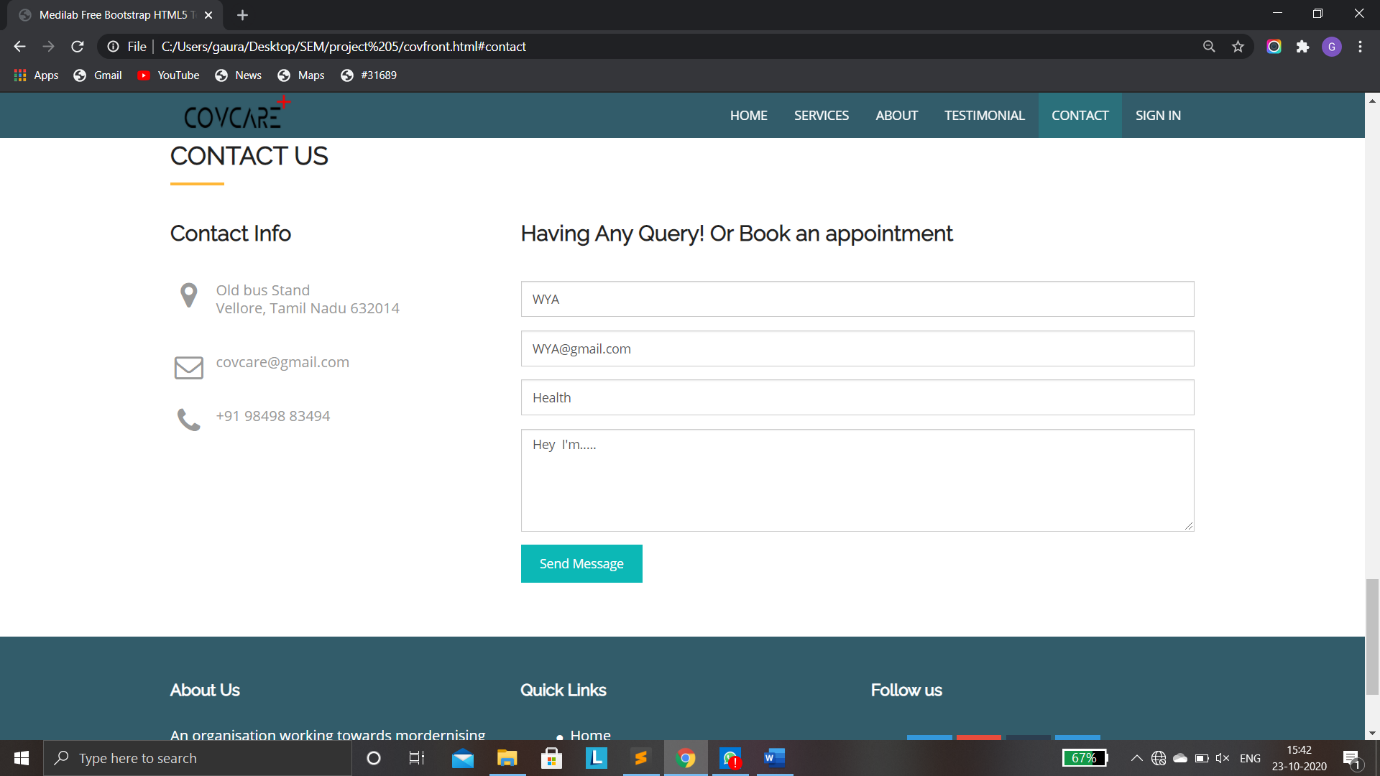 Medilab Free Bootstrap HTML5 T
File
C:/Users/gaura/Desktop/SEM/project%205/covfront.html#contact
G
Apps
Gmail
YouTube
News
Maps
#31689
COVCARE
HOME
SERVICES
ABOUT
TESTIMONIAL
CONTACT
SIGN IN
CONTACT US
Contact Info
Old bus Stand
Vellore, Tamil Nadu 632014
covcare@gmail.com
+91 98498 83494
Having Any Query! Or Book an appointment
WYA
WYA@gmail.com
Health
Hey  I'm.....
Send Message
About Us
An organisation working towards mordernising
Quick Links
Home
Follow us
Type here to search
L
67%
ENG
15:42
23-10-2020
1